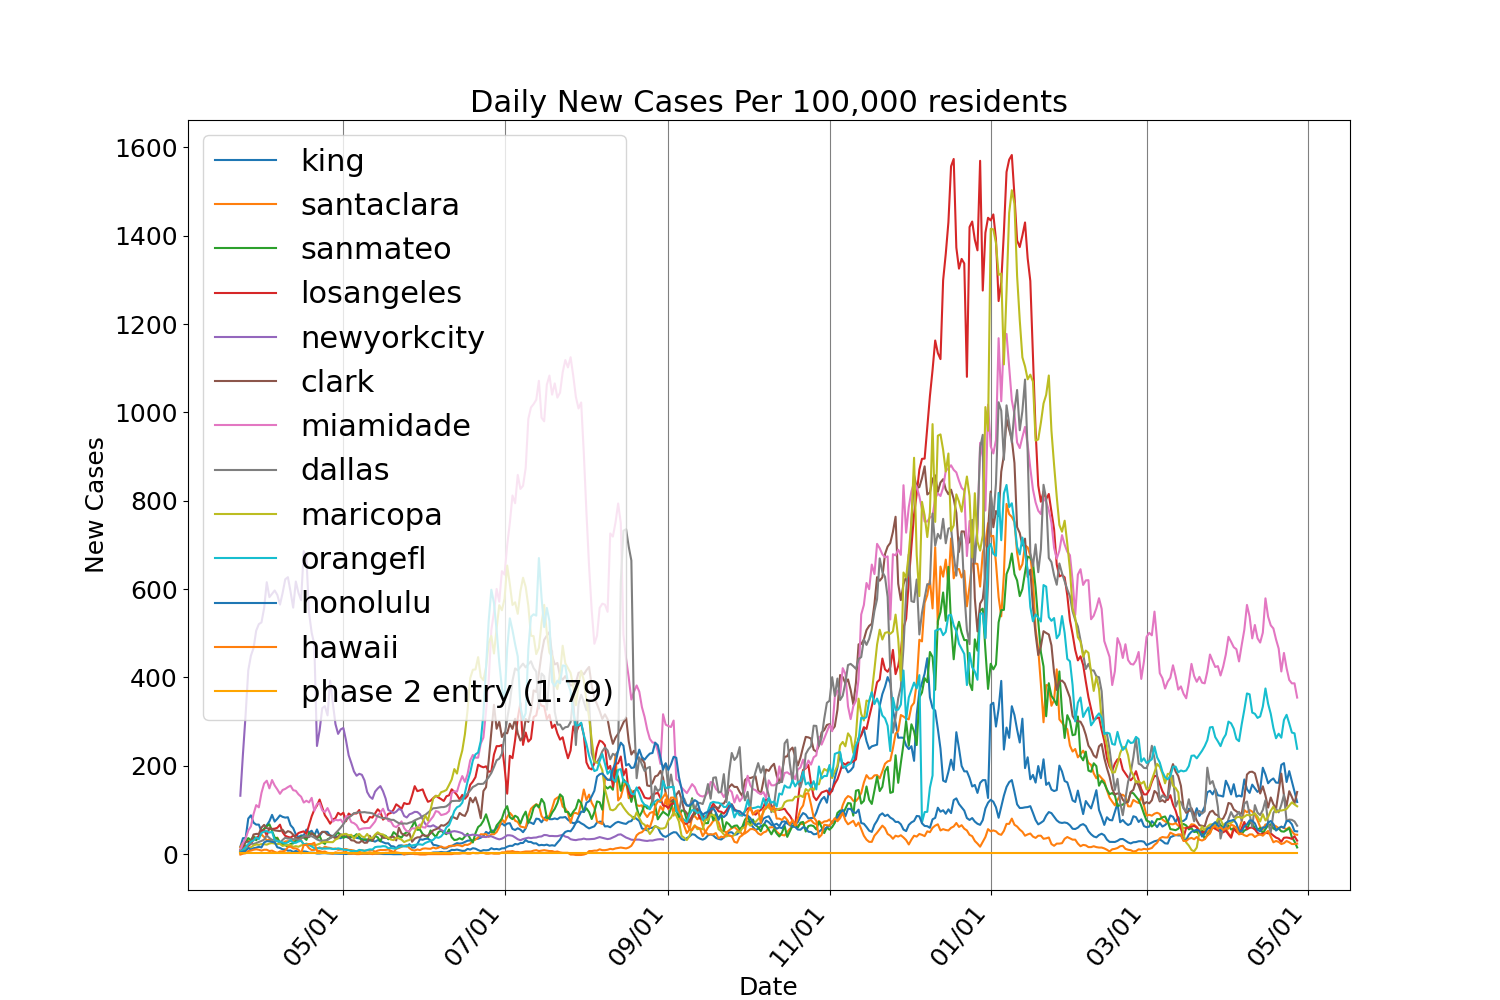 Daily New Cases Per 100,000 residents
1600
1400
1200
1000
800
600
400
200
0
New Cases
king
santaclara
sanmateo
losangeles
newyorkcity
clark
miamidade
dallas
maricopa
orangefl
honolulu
hawaii
phase 2 entry (1.79)
05/01
07/01
09/01
11/01
01/01
03/01
05/01
Date